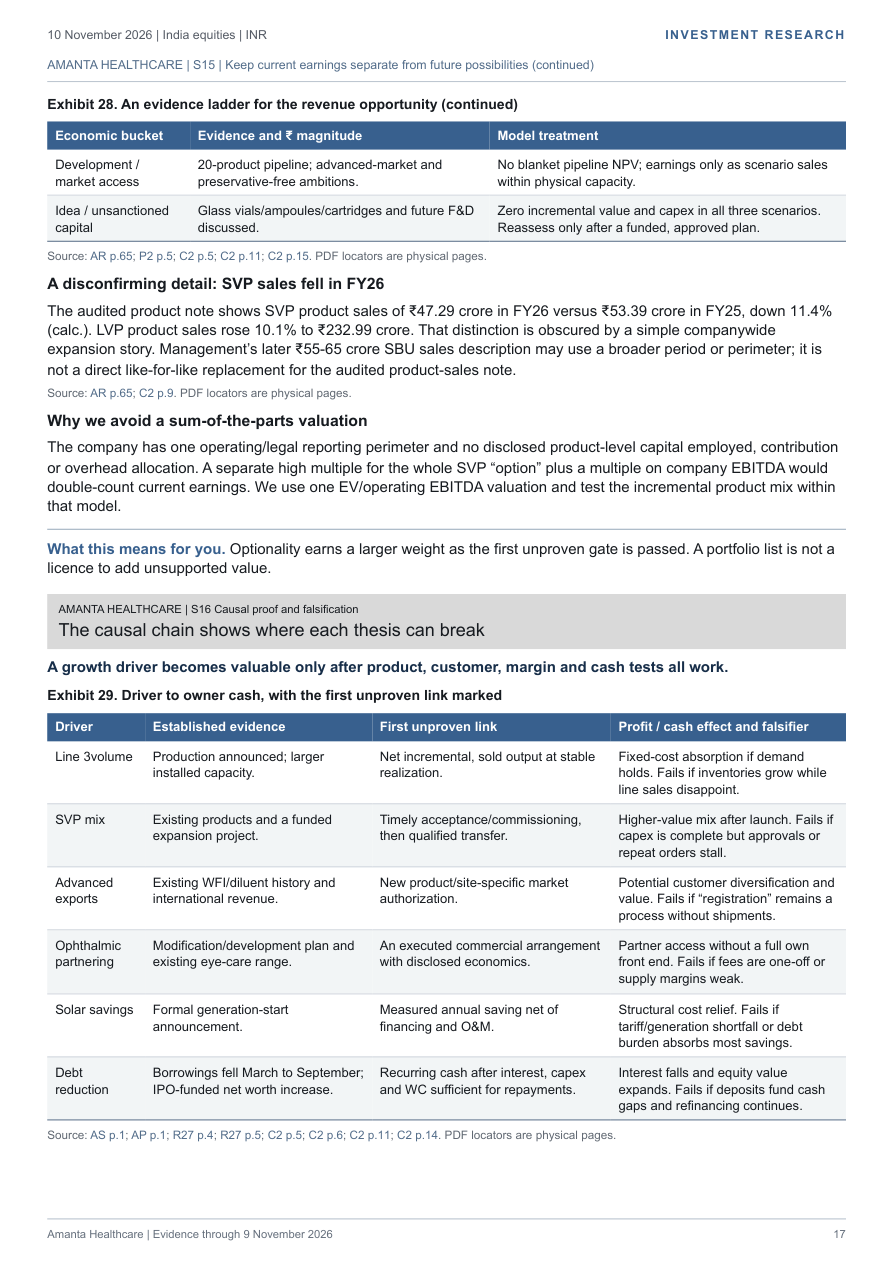 10 November 2026 | India equities | INR
INVESTMENT RESEARCH
AMANTA HEALTHCARE | S15 | Keep current earnings separate from future possibilities (continued)
Exhibit 28. An evidence ladder for the revenue opportunity (continued)
Economic bucket
Evidence and ₹ magnitude
Model treatment
Development /
market access
20-product pipeline; advanced-market and
preservative-free ambitions.
No blanket pipeline NPV; earnings only as scenario sales
within physical capacity.
Idea / unsanctioned
capital
Glass vials/ampoules/cartridges and future F&D
discussed.
Zero incremental value and capex in all three scenarios.
Reassess only after a funded, approved plan.
Source: AR p.65; P2 p.5; C2 p.5; C2 p.11; C2 p.15. PDF locators are physical pages.
A disconfirming detail: SVP sales fell in FY26
The audited product note shows SVP product sales of ₹47.29 crore in FY26 versus ₹53.39 crore in FY25, down 11.4%
(calc.). LVP product sales rose 10.1% to ₹232.99 crore. That distinction is obscured by a simple companywide
expansion story. Management’s later ₹55-65 crore SBU sales description may use a broader period or perimeter; it is
not a direct like-for-like replacement for the audited product-sales note.
Source: AR p.65; C2 p.9. PDF locators are physical pages.
Why we avoid a sum-of-the-parts valuation
The company has one operating/legal reporting perimeter and no disclosed product-level capital employed, contribution
or overhead allocation. A separate high multiple for the whole SVP “option” plus a multiple on company EBITDA would
double-count current earnings. We use one EV/operating EBITDA valuation and test the incremental product mix within
that model.
What this means for you. Optionality earns a larger weight as the first unproven gate is passed. A portfolio list is not a
licence to add unsupported value.
AMANTA HEALTHCARE | S16 Causal proof and falsification
The causal chain shows where each thesis can break
A growth driver becomes valuable only after product, customer, margin and cash tests all work.
Exhibit 29. Driver to owner cash, with the first unproven link marked
Driver
Established evidence
First unproven link
Profit / cash effect and falsifier
Line 3volume
Production announced; larger
installed capacity.
Net incremental, sold output at stable
realization.
Fixed-cost absorption if demand
holds. Fails if inventories grow while
line sales disappoint.
SVP mix
Existing products and a funded
expansion project.
Timely acceptance/commissioning,
then qualified transfer.
Higher-value mix after launch. Fails if
capex is complete but approvals or
repeat orders stall.
Advanced
exports
Existing WFI/diluent history and
international revenue.
New product/site-specific market
authorization.
Potential customer diversification and
value. Fails if “registration” remains a
process without shipments.
Ophthalmic
partnering
Modification/development plan and
existing eye-care range.
An executed commercial arrangement
with disclosed economics.
Partner access without a full own
front end. Fails if fees are one-off or
supply margins weak.
Solar savings
Formal generation-start
announcement.
Measured annual saving net of
financing and O&M.
Structural cost relief. Fails if
tariff/generation shortfall or debt
burden absorbs most savings.
Debt
reduction
Borrowings fell March to September;
IPO-funded net worth increase.
Recurring cash after interest, capex
and WC sufficient for repayments.
Interest falls and equity value
expands. Fails if deposits fund cash
gaps and refinancing continues.
Source: AS p.1; AP p.1; R27 p.4; R27 p.5; C2 p.5; C2 p.6; C2 p.11; C2 p.14. PDF locators are physical pages.
Amanta Healthcare | Evidence through 9 November 2026
17